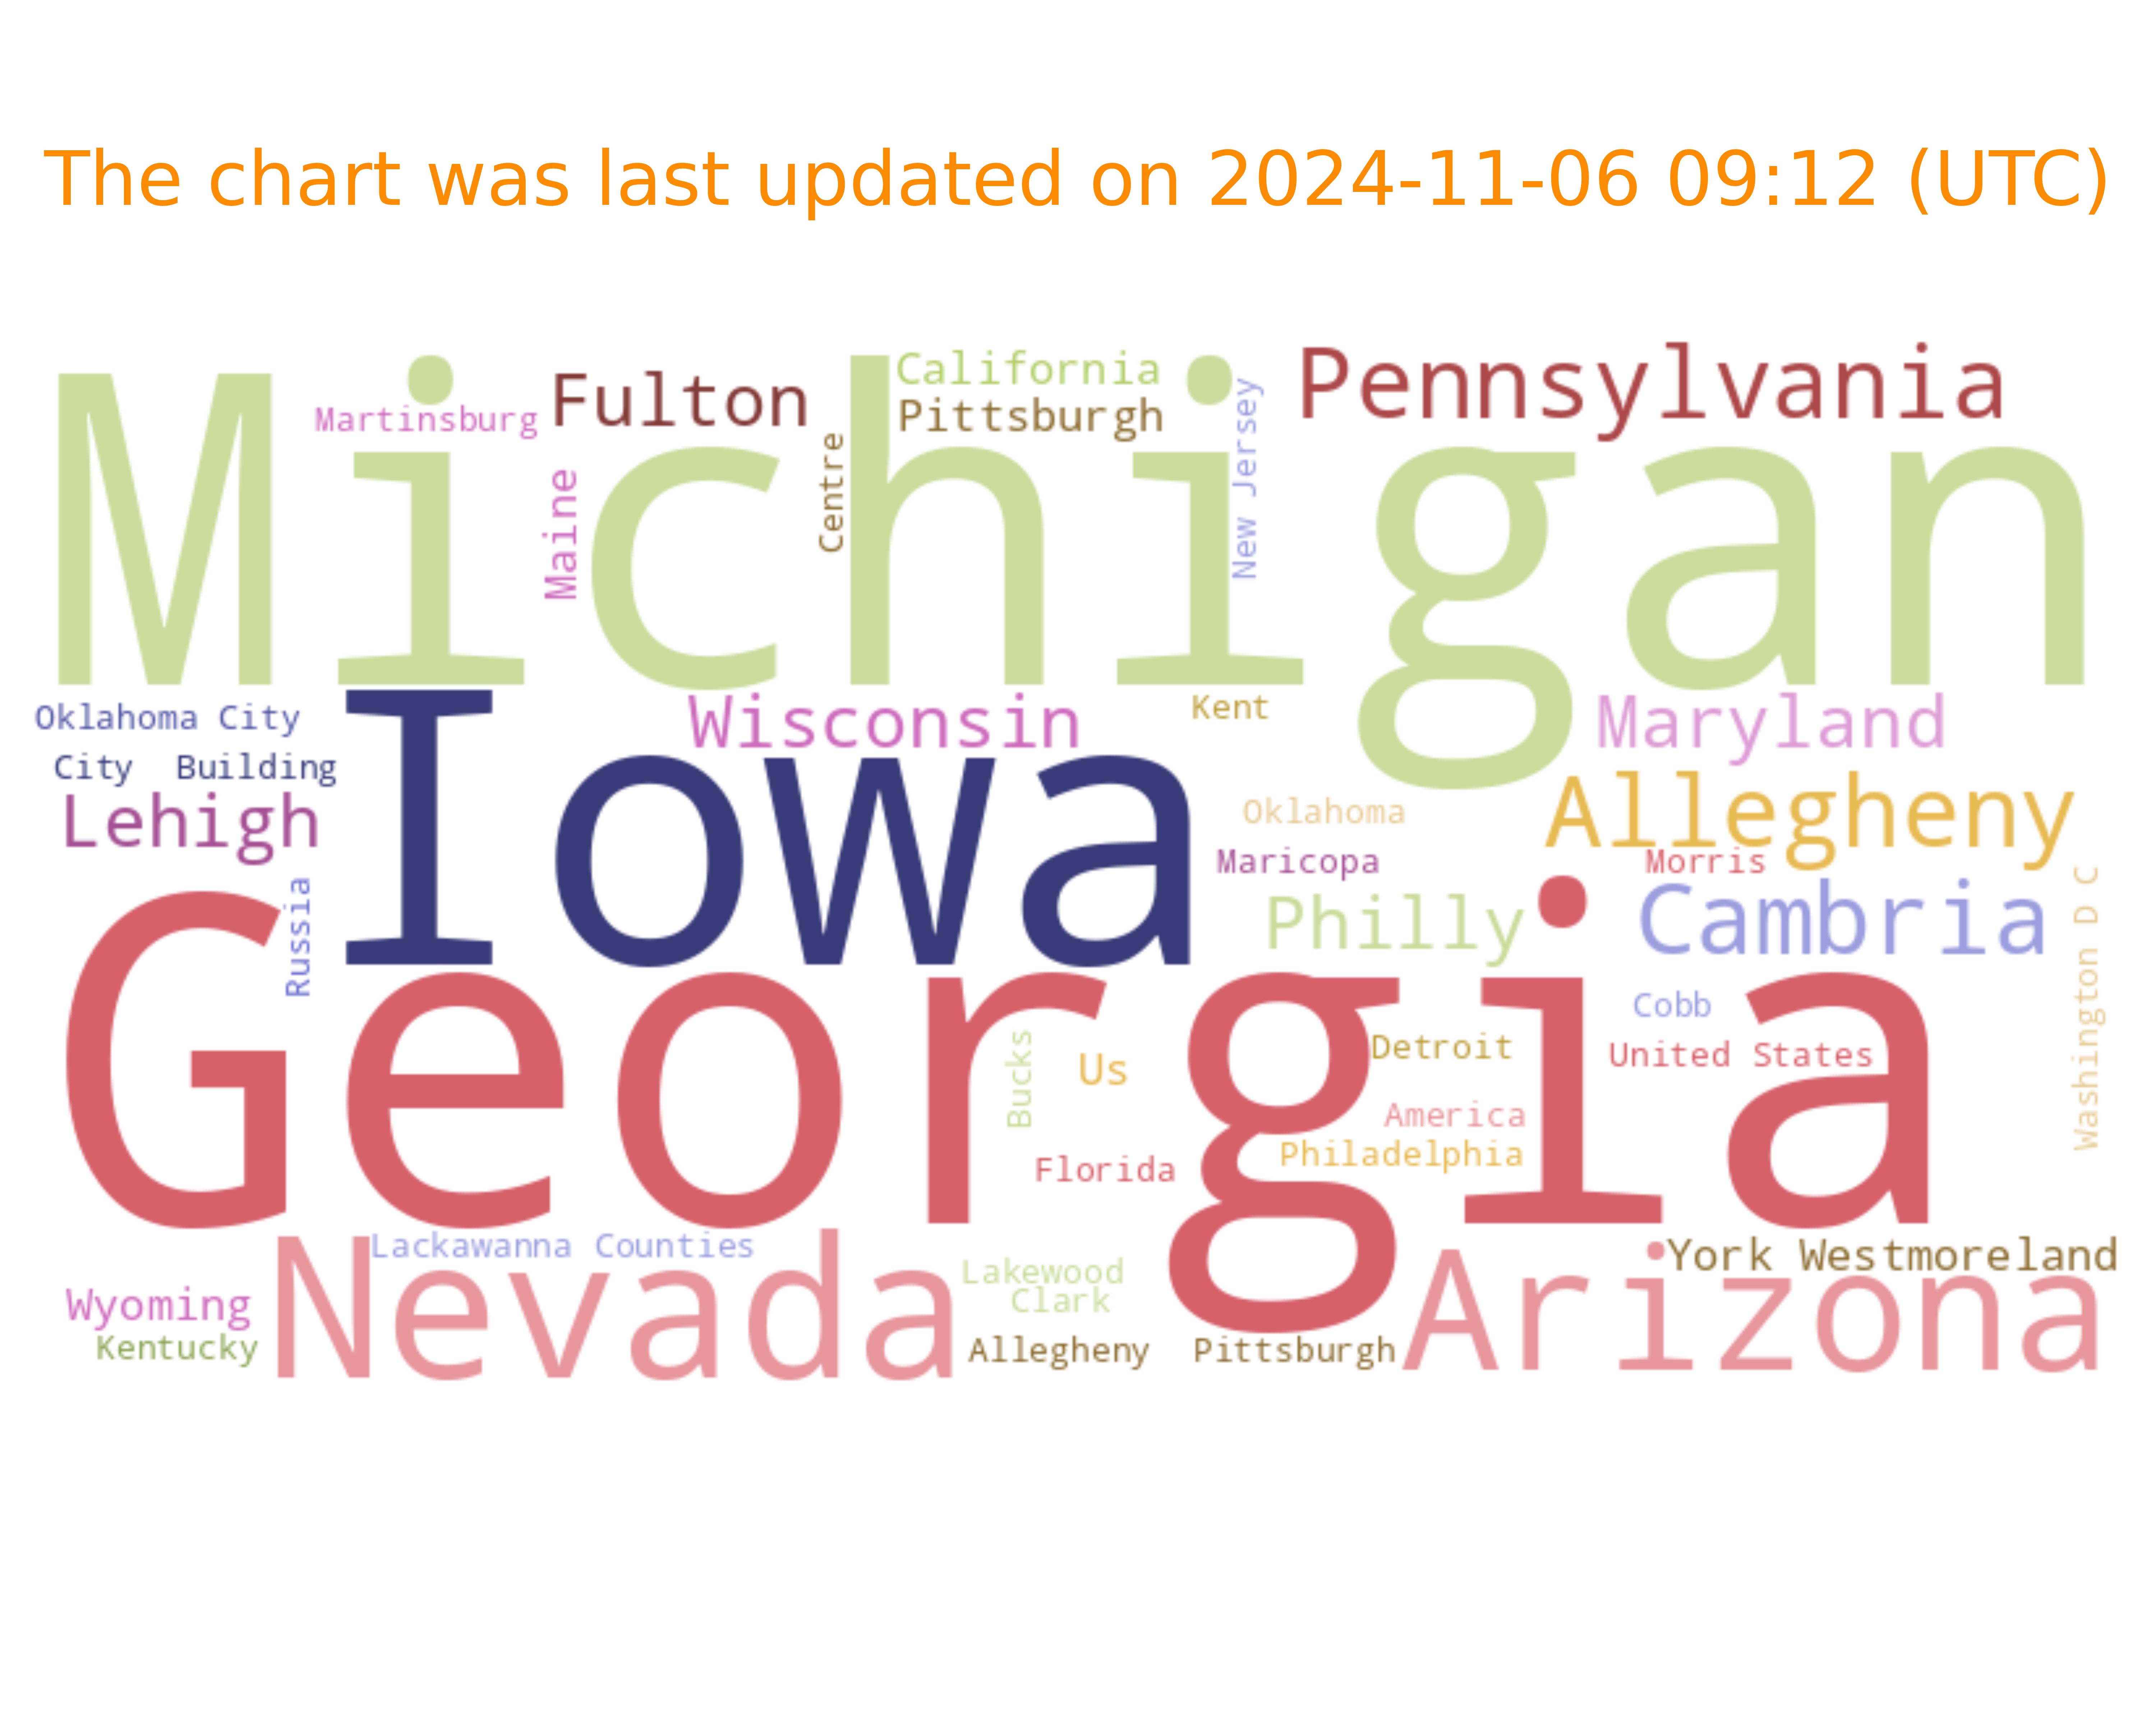 The chart was last updated on 2024-11-06 09:12 (UTC)
Michigan
Martinsburg
Fulton
California
Pittsburgh
Pennsylvania
Maine
Centre
New Jersey
Oklahoma City
Iowa
Wisconsin
Kent
Maryland
City Building
Lehigh
Oklahoma
Allegheny
Maricopa
Morris
Russia
Philly
Cambria
Washington D C
Georgia
Cobb
Bucks
Us
Detroit
United States
America
Philadelphia
Florida
Nevada
Lackawanna Counties
York Westmoreland
Lakewood
Clark
Arizona
Wyoming
Kentucky
Allegheny
Pittsburgh